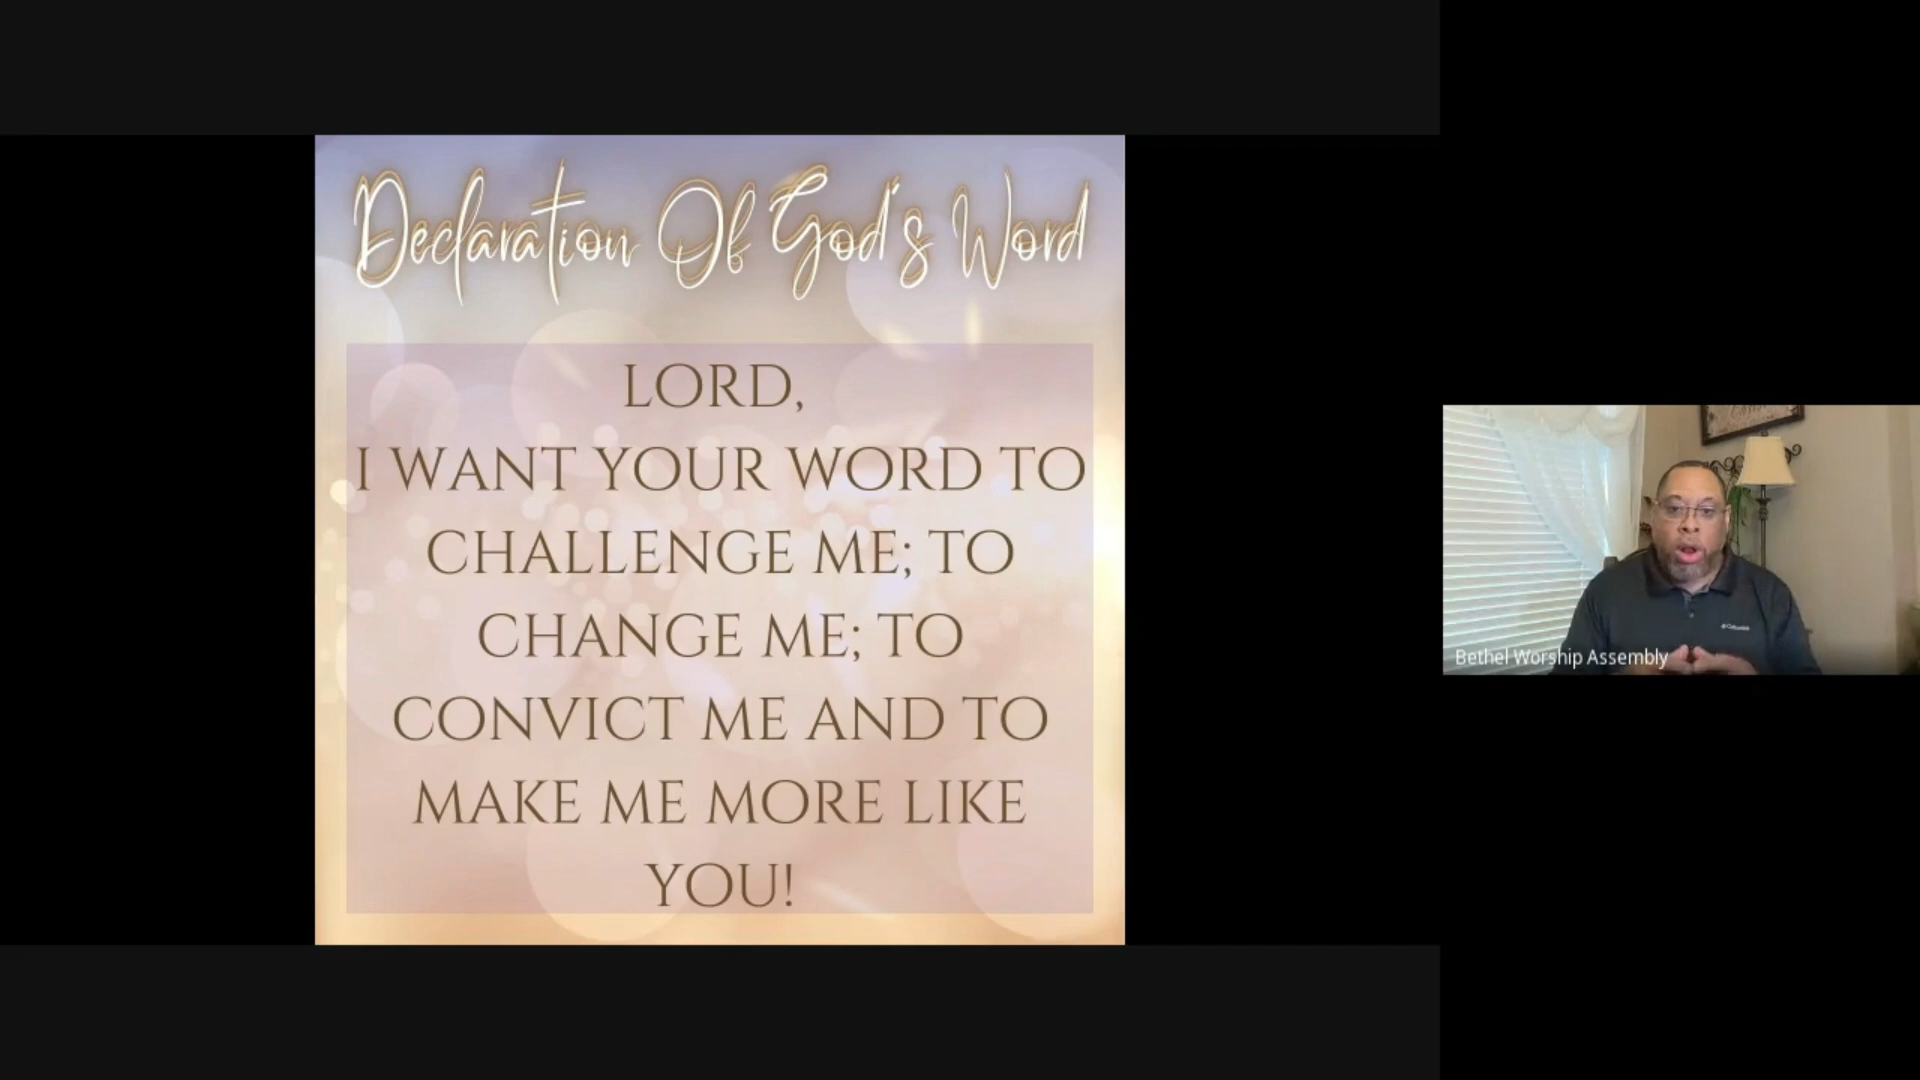 Declaration Of God's Word
LORD,
I WANT YOUR WORD TO
CHALLENGE ME; TO
CHANGE ME; TO
CONVICT ME AND TO
MAKE ME MORE LIKE
YOU!
Bethel Worship Assembly
Columbia